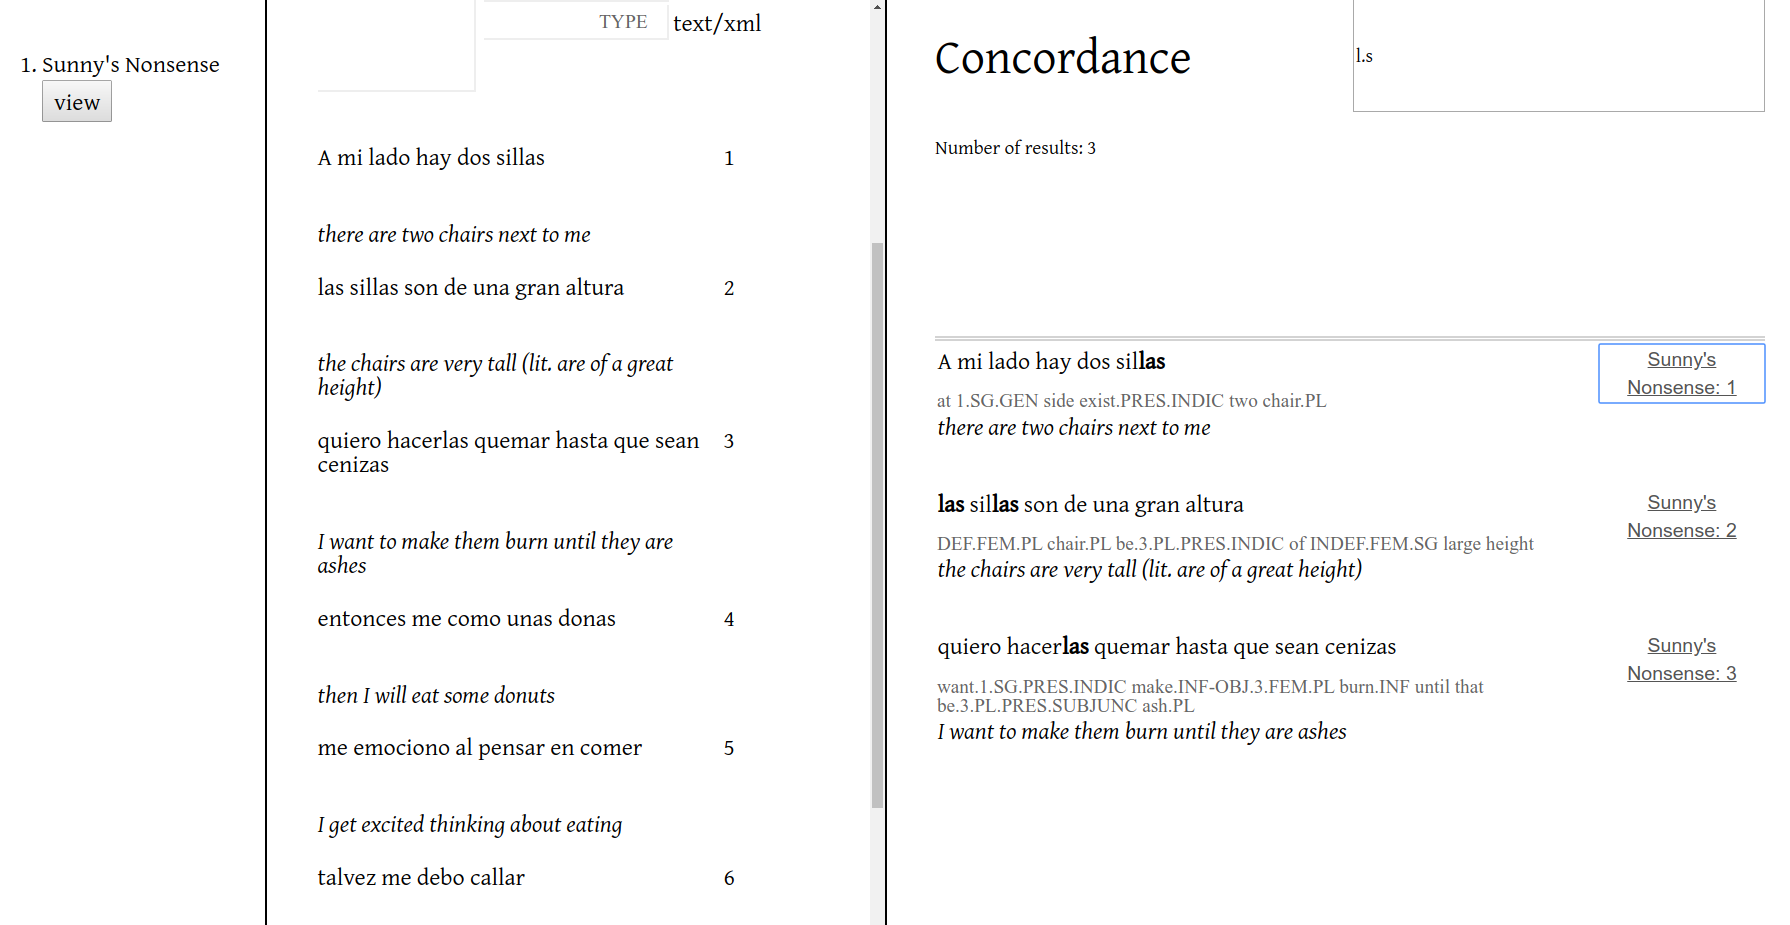 1. Sunny's Nonsense
view
TYPE text/xml
A mi lado hay dos sillas 1
there are two chairs next to me
las sillas son de una gran altura 2
the chairs are very tall (lit. are of a great
height)
quiero hacerlas quemar hasta que sean 3
cenizas
I want to make them burn until they are
ashes
entonces me como unas donas 4
then I will eat some donuts
me emociono al pensar en comer 5
I get excited thinking about eating
talvez me debo callar 6
Concordance
l.s
Number of results: 3
A mi lado hay dos sillas
at 1.SG.GEN side exist.PRES.INDIC two chair.PL
there are two chairs next to me
Sunny's
Nonsense: 1
las sillas son de una gran altura
DEF.FEM.PL chair.PL be.3.PL.PRES.INDIC of INDEF.FEM.SG large height
the chairs are very tall (lit. are of a great height)
Sunny's
Nonsense: 2
quiero hacerlas quemar hasta que sean cenizas
want.1.SG.PRES.INDIC make.INF-OBJ.3.FEM.PL burn.INF until that
be.3.PL.PRES.SUBJUNC ash.PL
I want to make them burn until they are ashes
Sunny's
Nonsense: 3